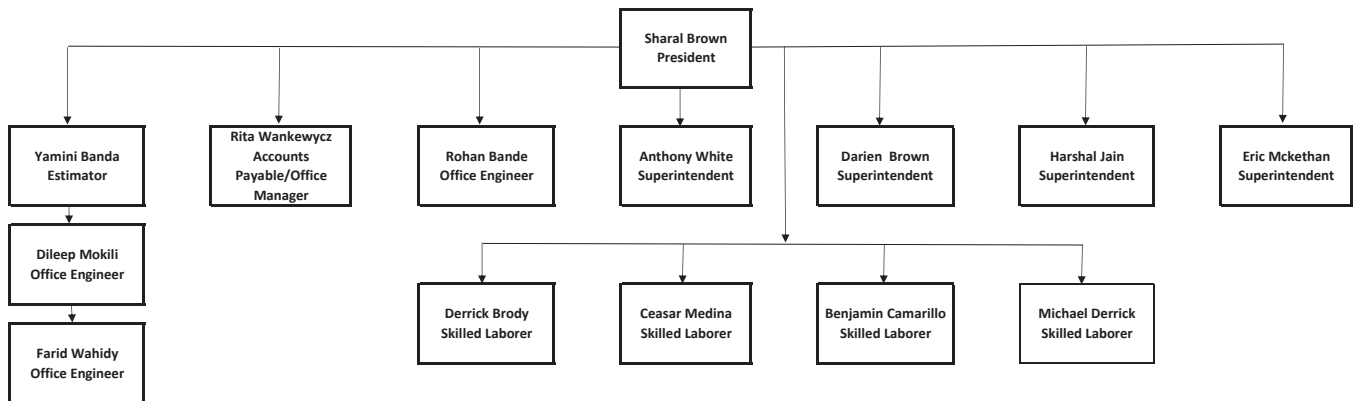 Sharal Brown
President
Yamini Banda
Estimator
Rita Wankewycz
Accounts
Payable/Office
Manager
Rohan Bande
Office Engineer
Anthony White
Superintendent
Darien Brown
Superintendent
Harshal Jain
Superintendent
Eric Mckethan
Superintendent
Dileep Mokili
Office Engineer
Farid Wahidy
Office Engineer
Derrick Brody
Skilled Laborer
Ceasar Medina
Skilled Laborer
Benjamin Camarillo
Skilled Laborer
Michael Derrick
Skilled Laborer